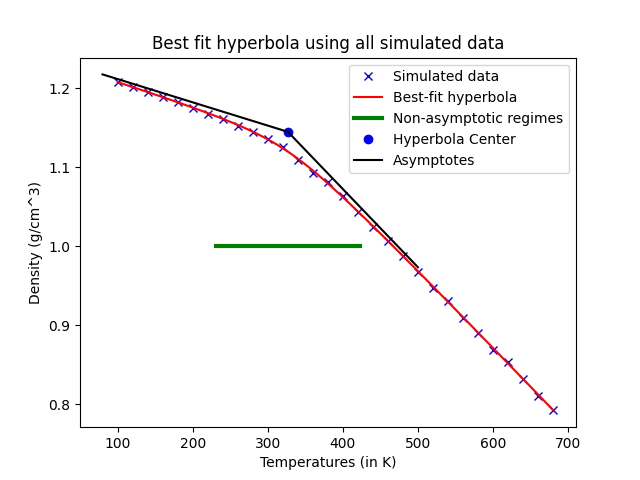 Best fit hyperbola using all simulated data
Simulated data
Best-fit hyperbola
Non-asymptotic regimes
Hyperbola Center
Asymptotes
Density (g/cm^3)
1.2
1.1
1.0
0.9
0.8
100 200 300 400 500 600 700
Temperatures (in K)